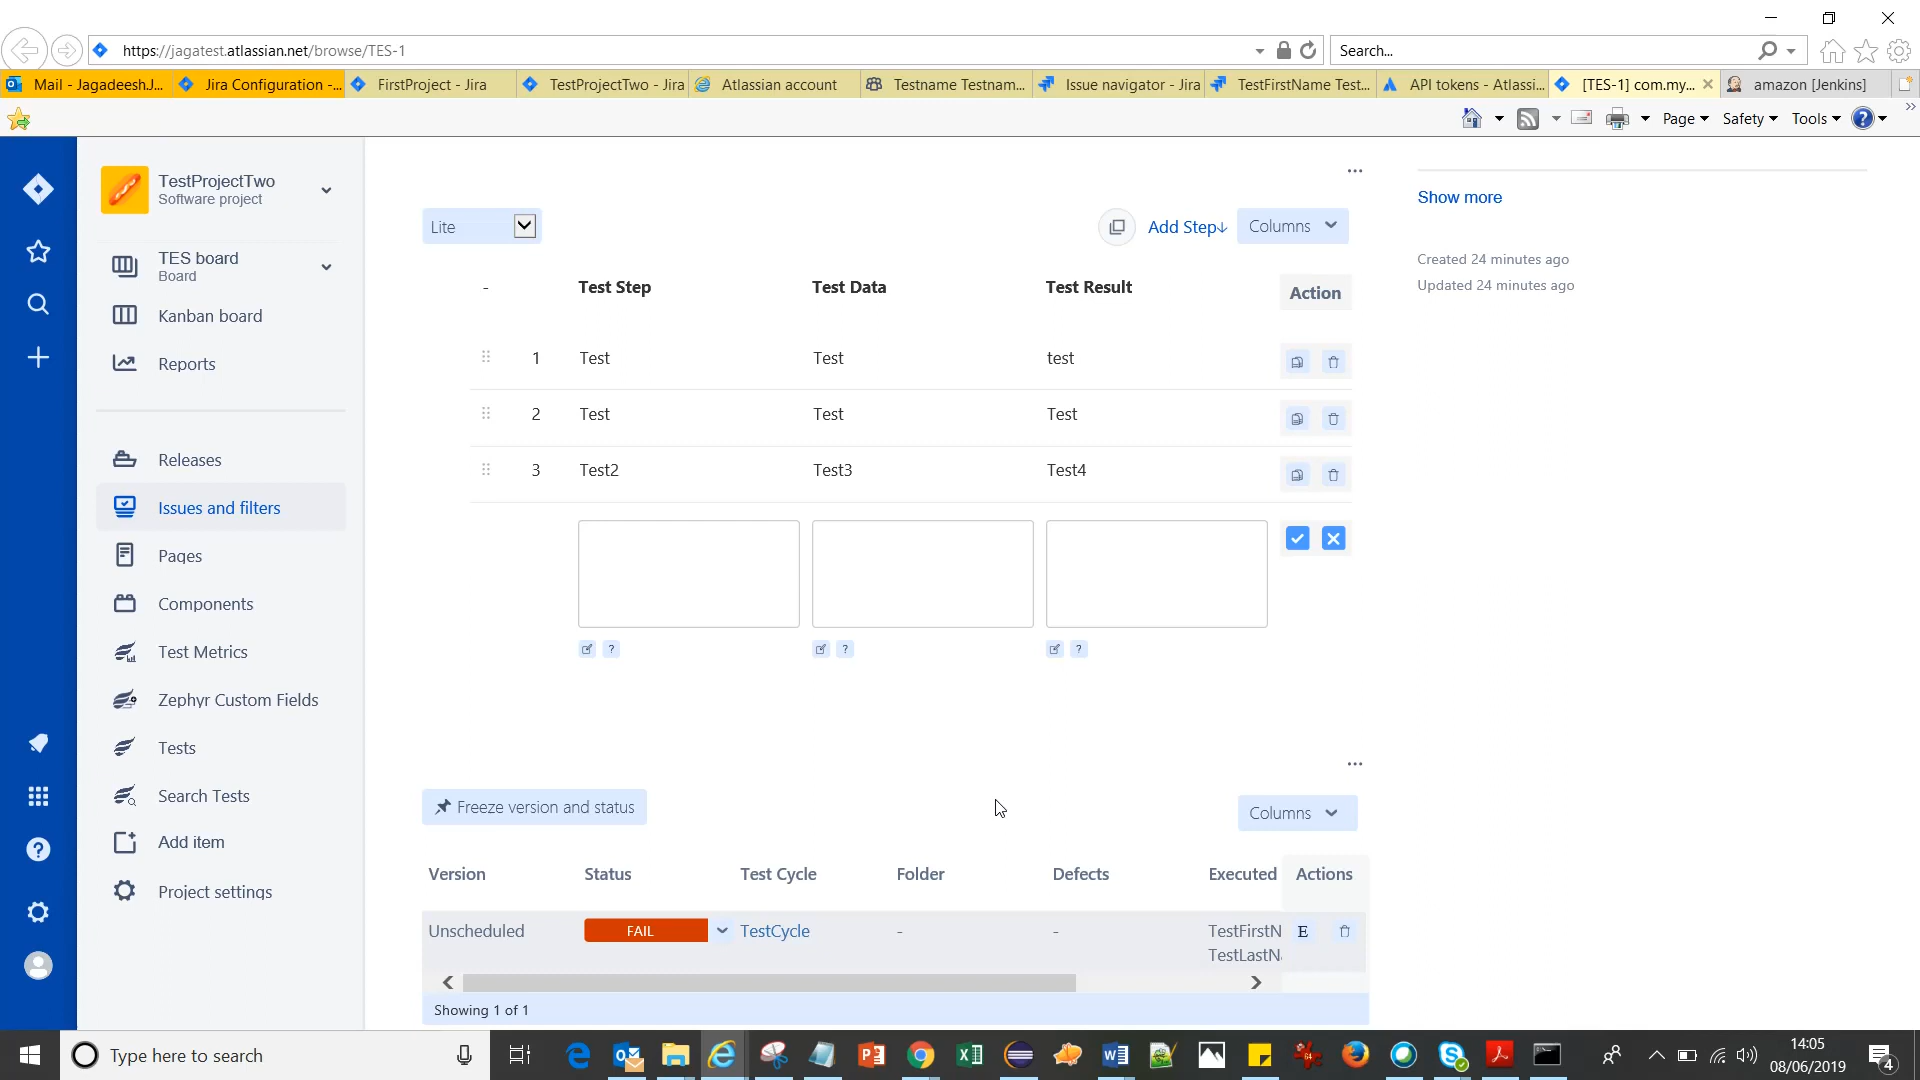 https://jagatest.atlassian.net/browse/TES-1
Search...
Mail - Jagadeesh.J...
Jira Configuration -...
FirstProject - Jira
TestProjectTwo - Jira
Atlassian account
Testname Testnam...
Issue navigator - Jira
TestFirstName Test...
API tokens - Atlassi...
[TES-1] com.my...
amazon [Jenkins]
Page
Safety
Tools
TestProjectTwo
Software project
TES board
Board
Kanban board
Reports
Releases
Issues and filters
Pages
Components
Test Metrics
Zephyr Custom Fields
Tests
Search Tests
Add item
Project settings
Lite
Add Step↓
Columns
- Test Step Test Data Test Result Action
1 Test Test test
2 Test Test Test
3 Test2 Test3 Test4
? ? ?
Show more
Created 24 minutes ago
Updated 24 minutes ago
Freeze version and status
Columns
Version Status Test Cycle Folder Defects Executed Actions
Unscheduled FAIL TestCycle - - TestFirstN E
TestLastN
Showing 1 of 1
Type here to search
64
14:05
08/06/2019
4